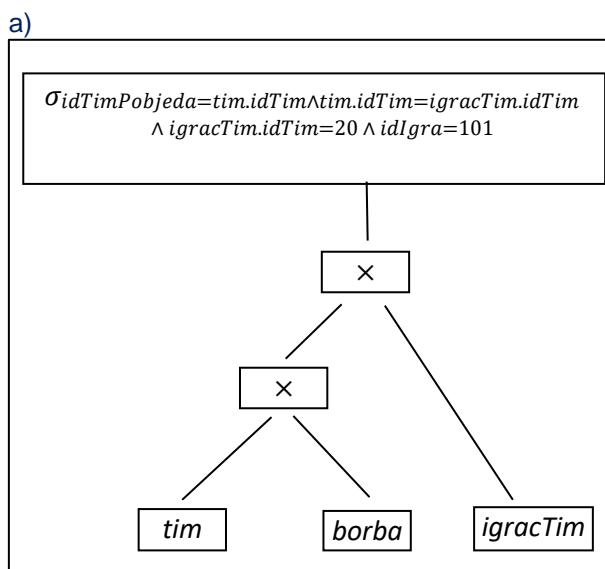 a)
σidTimPobjeda=tim.idTim∧tim.idTim=igracTim.idTim
∧ igracTim.idTim=20 ∧ idIgra=101
×
×
tim borba igracTim